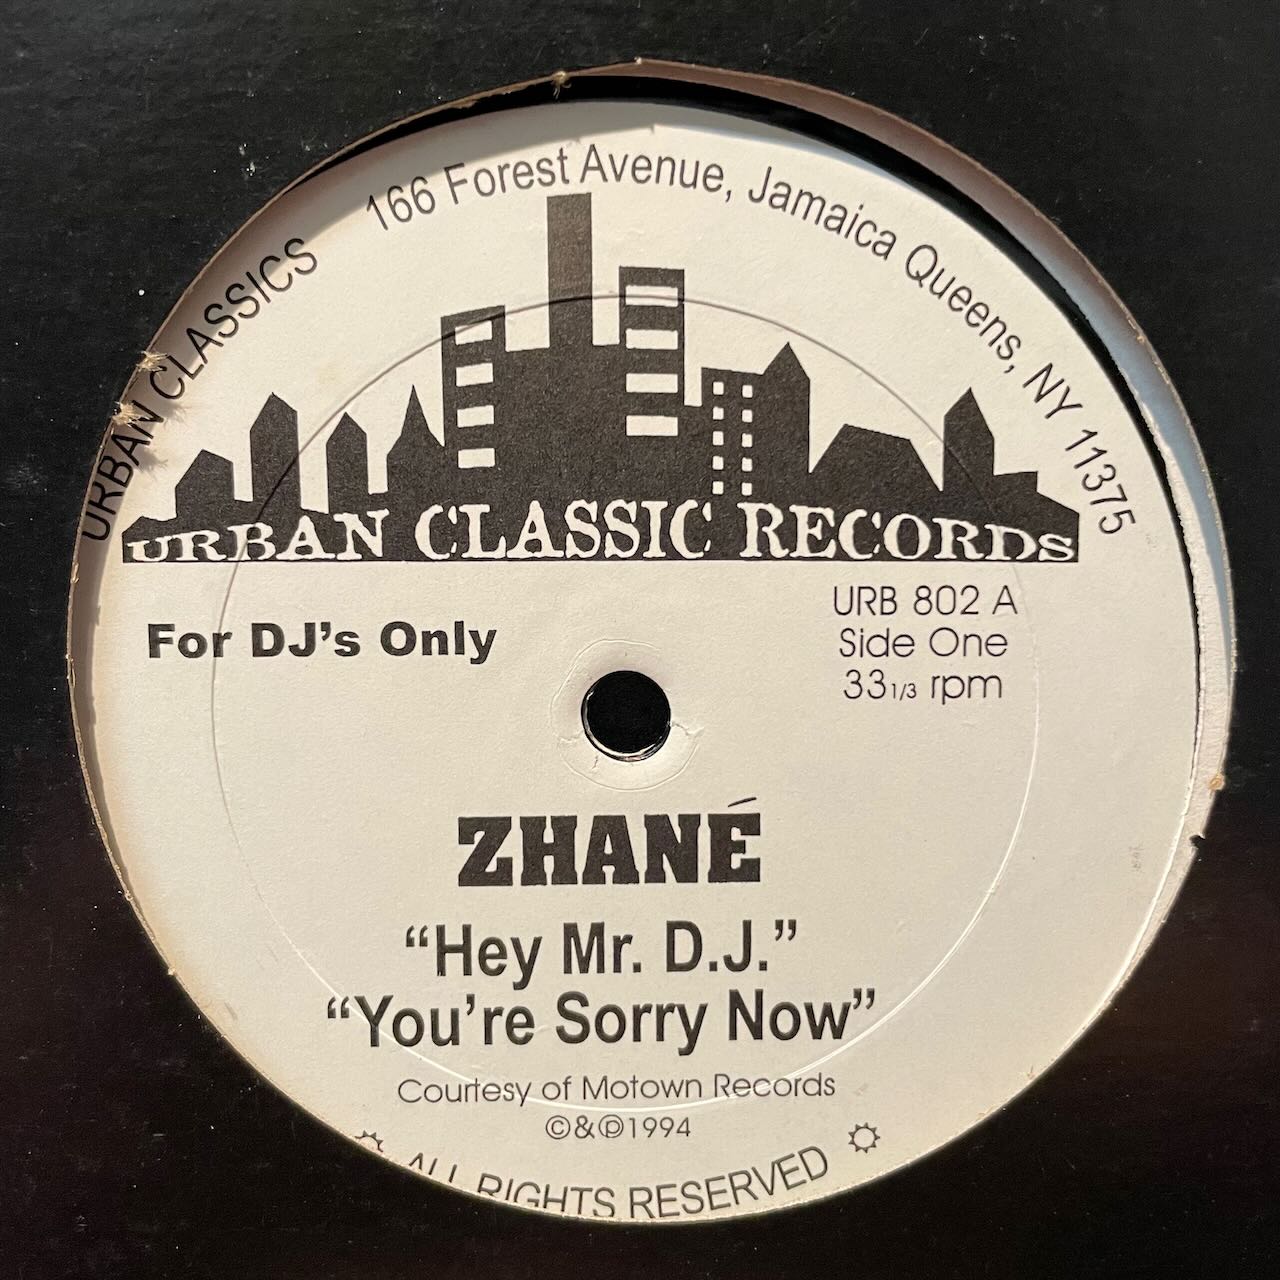 URBAN CLASSICS 166 Forest Avenue, Jamaica Queens, NY 11375
URBAN CLASSIC RECORDS
For DJ's Only
URB 802 A
Side One
33 1/3 rpm
ZHANÉ
“Hey Mr. D.J.”
“You're Sorry Now”
Courtesy of Motown Records
©&℗1994
ALL RIGHTS RESERVED